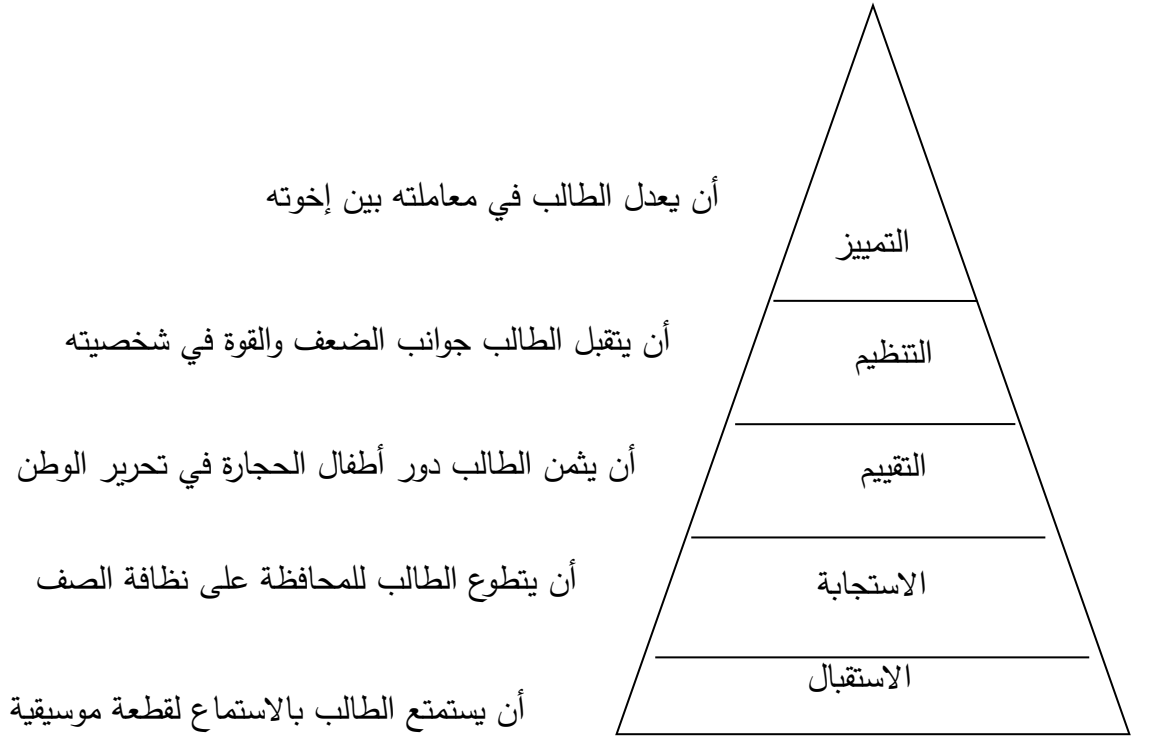 أن يعدل الطالب في معاملته بين إخوته
التمييز
أن يتقبل الطالب جوانب الضعف والقوة في شخصيته
التنظيم
أن يثمن الطالب دور أطفال الحجارة في تحرير الوطن
التقييم
أن يتطوع الطالب للمحافظة على نظافة الصف
الاستجابة
الاستقبال
أن يستمتع الطالب بالاستماع لقطعة موسيقية